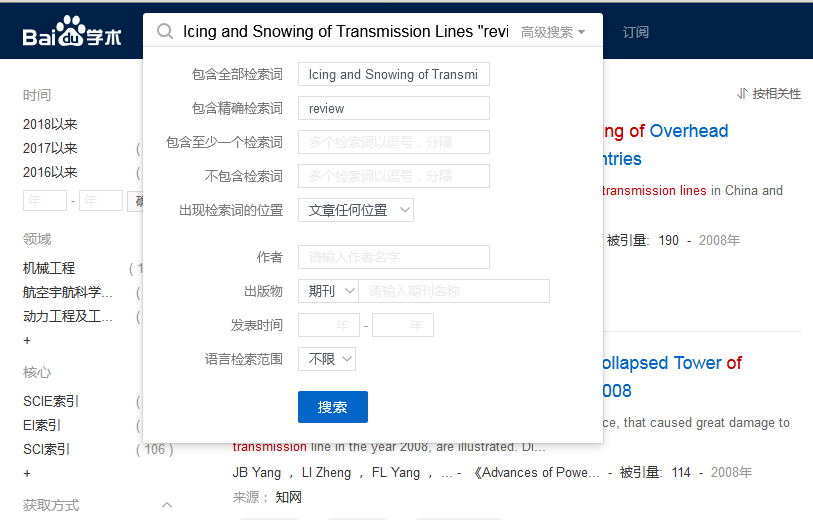 Bai du 学术
Icing and Snowing of Transmission Lines "revi
高级搜索
订阅
包含全部检索词 Icing and Snowing of Transmi
包含精确检索词 review
包含至少一个检索词 多个检索词以逗号，分隔
不包含检索词 多个检索词以逗号，分隔
出现检索词的位置 文章任何位置
作者 请输入作者名字
出版物 期刊 请输入期刊名称
发表时间 年 - 年
语言检索范围 不限
搜索
时间
2018以来
2017以来 (
2016以来 (
年 - 年
领域
机械工程 ( 1
航空宇航科学... (
动力工程及工... (
+
核心
SCIE索引 (
EI索引 (
SCI索引 ( 106 )
+
获取方式
按相关性
ng of Overhead
ntries
transmission lines in China and
被引量: 190 - 2008年
ollapsed Tower of
008
ce, that caused great damage to
transmission line in the year 2008, are illustrated. Di...
JB Yang ， LI Zheng ， FL Yang ， ... - 《Advances of Powe... - 被引量: 114 - 2008年
来源： 知网